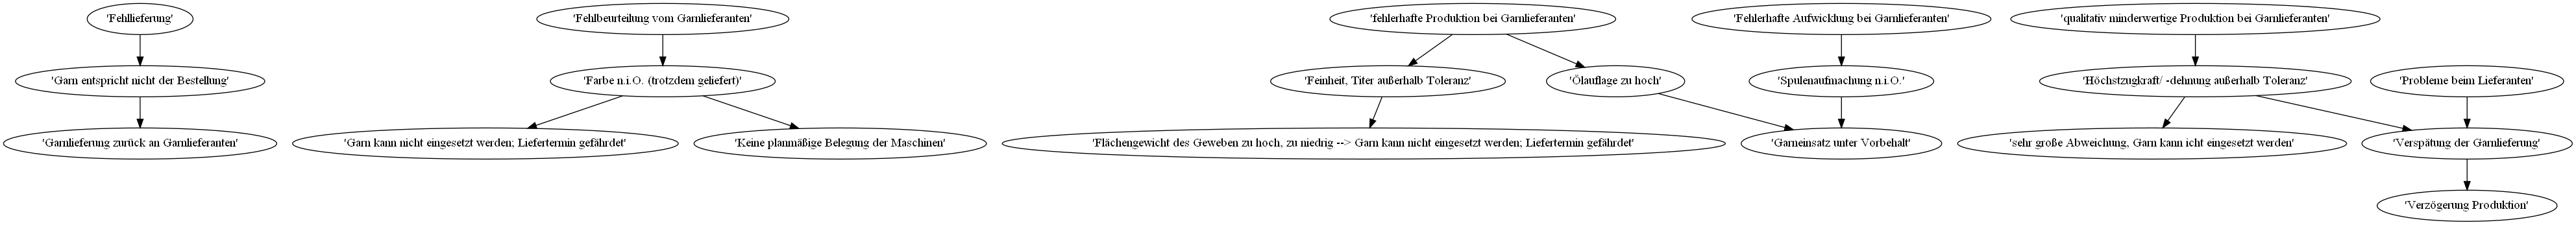 'Fehllieferung'
'Fehlbeurteilung vom Garnlieferanten'
'fehlerhafte Produktion bei Garnlieferanten'
'Fehlerhafte Aufwicklung bei Garnlieferanten'
'qualitativ minderwertige Produktion bei Garnlieferanten'
'Garn entspricht nicht der Bestellung'
'Farbe n.i.O. (trotzdem geliefert)'
'Feinheit, Titer außerhalb Toleranz'
'Ölauflage zu hoch'
'Spulenaufmachung n.i.O.'
'Höchstzugkraft/ -dehnung außerhalb Toleranz'
'Probleme beim Lieferanten'
'Garnlieferung zurück an Garnlieferanten'
'Garn kann nicht eingesetzt werden; Liefertermin gefährdet'
'Keine planmäßige Belegung der Maschinen'
'Flächengewicht des Geweben zu hoch, zu niedrig --> Garn kann nicht eingesetzt werden; Liefertermin gefährdet'
'Garneinsatz unter Vorbehalt'
'sehr große Abweichung, Garn kann icht eingesetzt werden'
'Verspätung der Garnlieferung'
'Verzögerung Produktion'